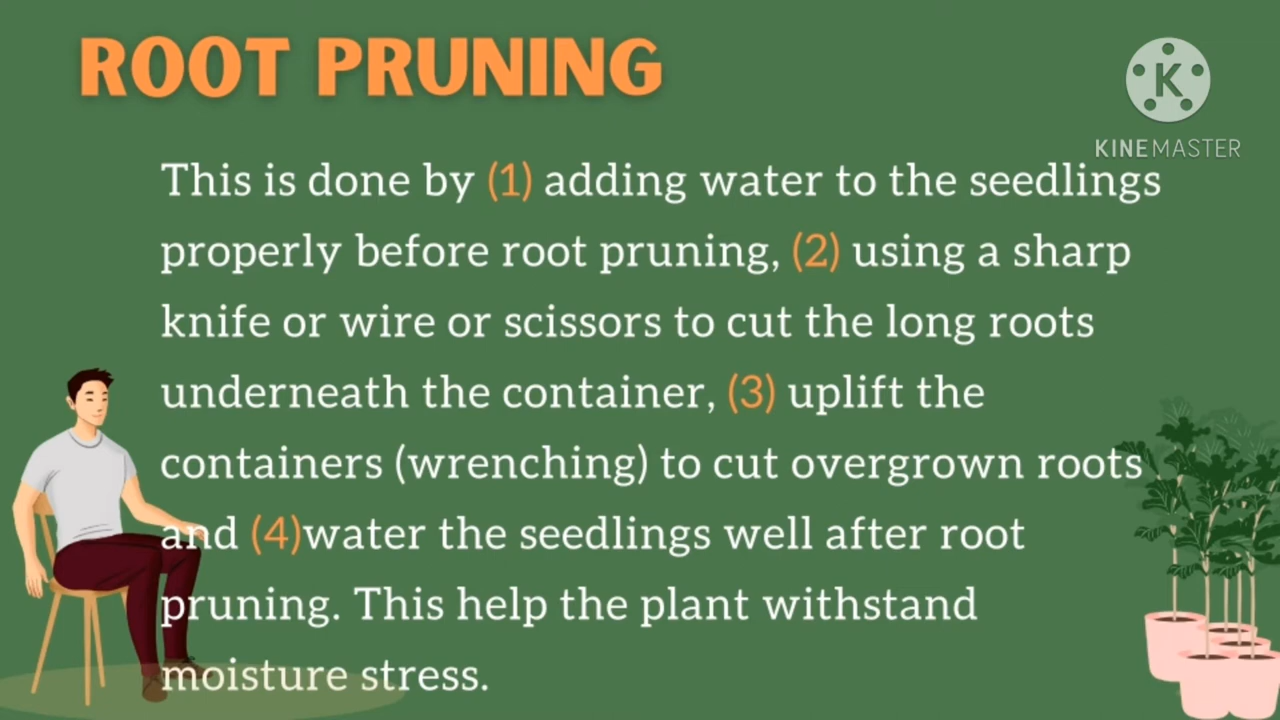 ROOT PRUNING
K
KINEMASTER
This is done by (1) adding water to the seedlings
properly before root pruning, (2) using a sharp
knife or wire or scissors to cut the long roots
underneath the container, (3) uplift the
containers (wrenching) to cut overgrown roots
and (4)water the seedlings well after root
pruning. This help the plant withstand
moisture stress.